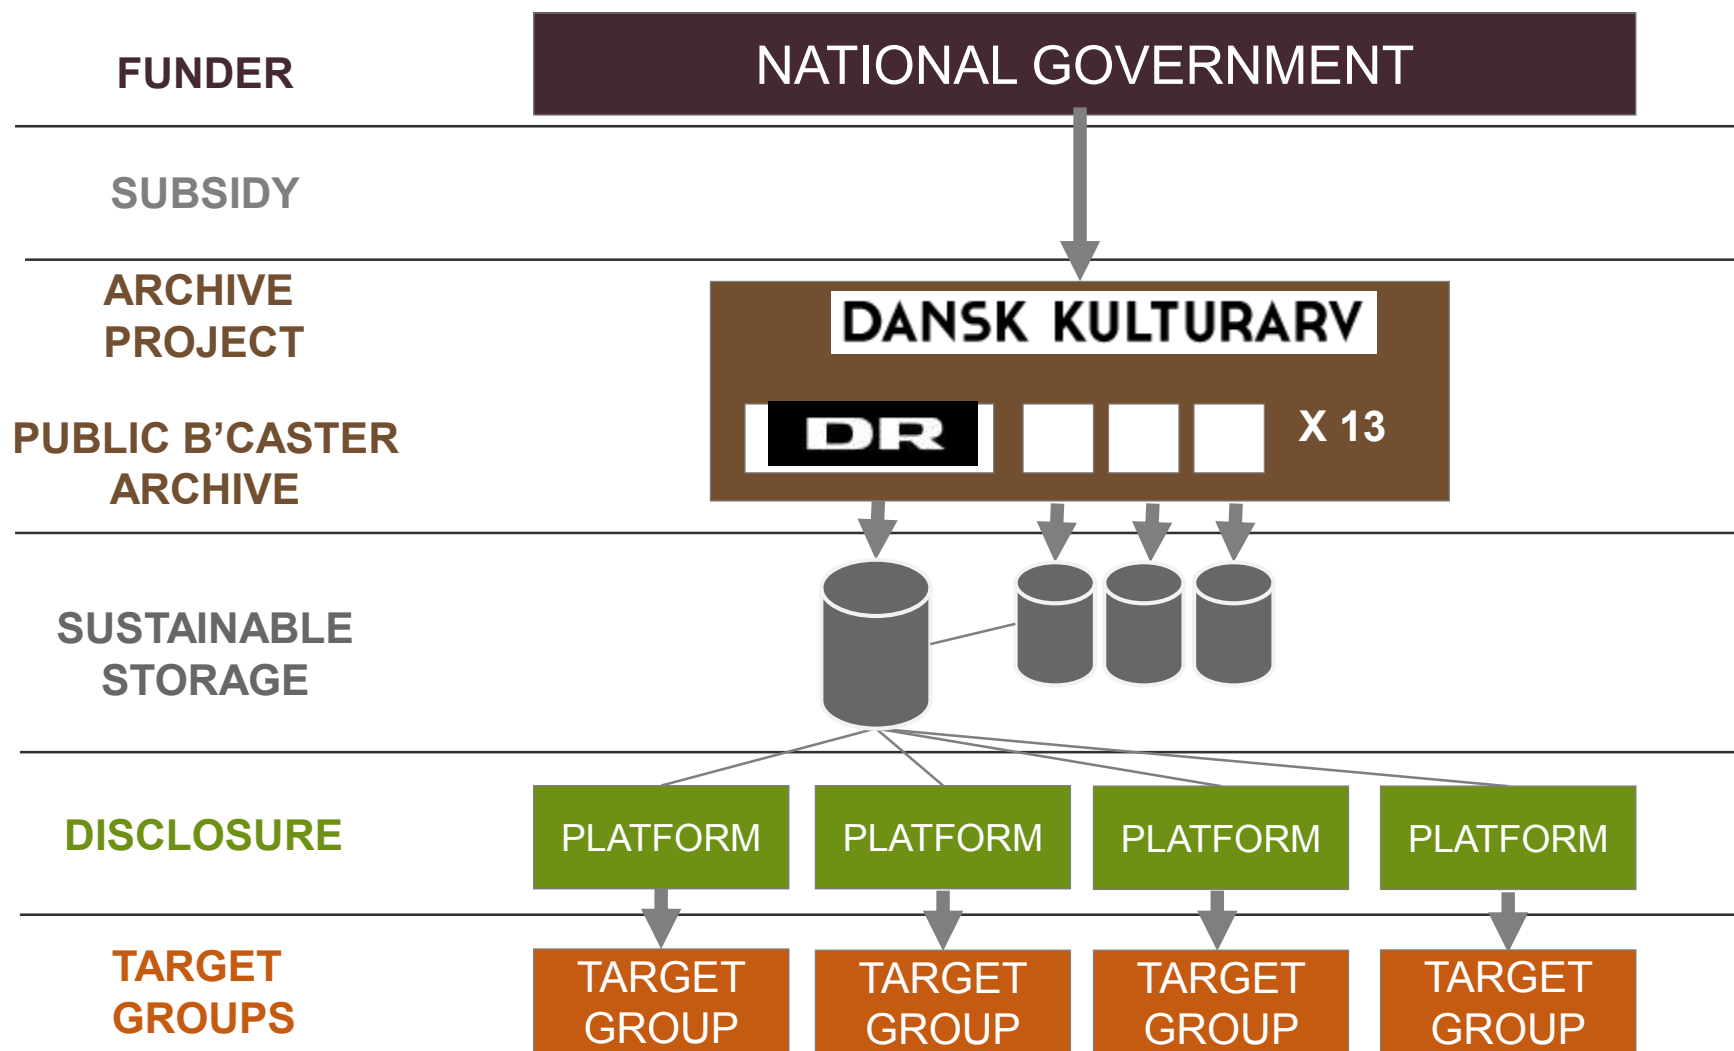 FUNDER
NATIONAL GOVERNMENT
SUBSIDY
ARCHIVE
PROJECT
DANSK KULTURARV
PUBLIC B’CASTER
ARCHIVE
DR
X 13
SUSTAINABLE
STORAGE
DISCLOSURE
PLATFORM
PLATFORM
PLATFORM
PLATFORM
TARGET
GROUPS
TARGET
GROUP
TARGET
GROUP
TARGET
GROUP
TARGET
GROUP